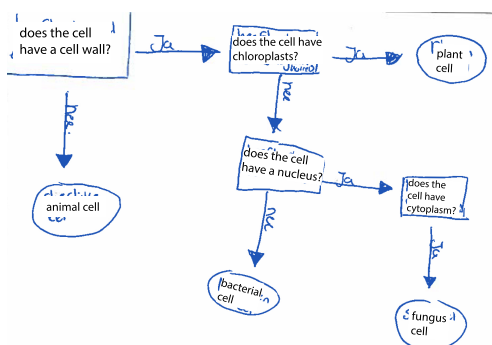 does the cell
have a cell wall?
Ja
does the cell have
chloroplasts?
Ja
plant
cell
nee
nee
does the cell
have a nucleus?
Ja
does the
cell have
cytoplasm?
animal cell
nee
Ja
bacterial
cell
fungus
cell